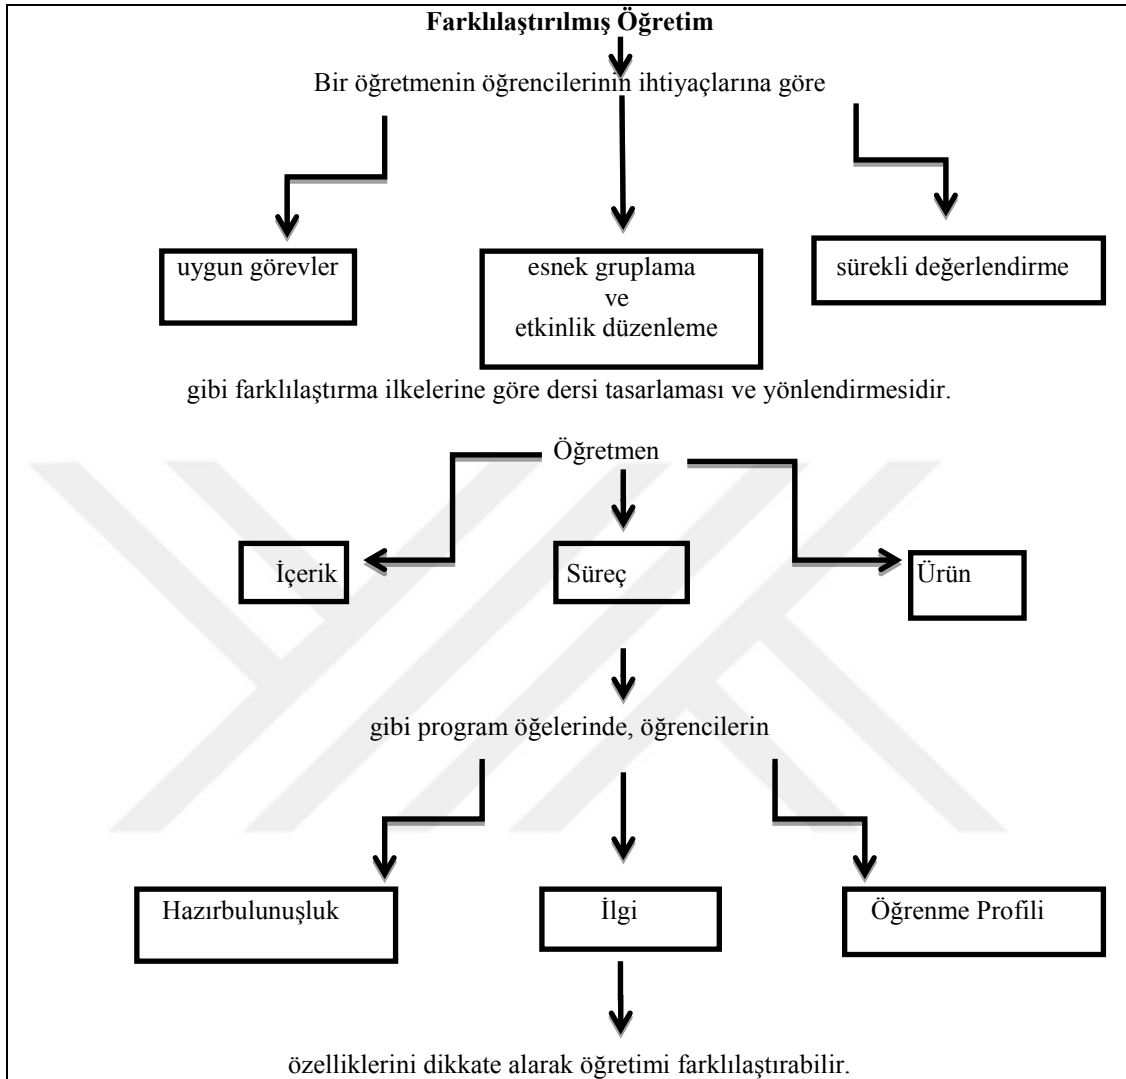 Farklılaştırılmış Öğretim
Bir öğretmenin öğrencilerinin ihtiyaçlarına göre
uygun görevler
esnek gruplama
ve
etkinlik düzenleme
sürekli değerlendirme
gibi farklılaştırma ilkelerine göre dersi tasarlaması ve yönlendirmesidir.
Öğretmen
İçerik
Süreç
Ürün
gibi program öğelerinde, öğrencilerin
Hazırbulunuşluk
İlgi
Öğrenme Profili
özelliklerini dikkate alarak öğretimi farklılaştırabilir.